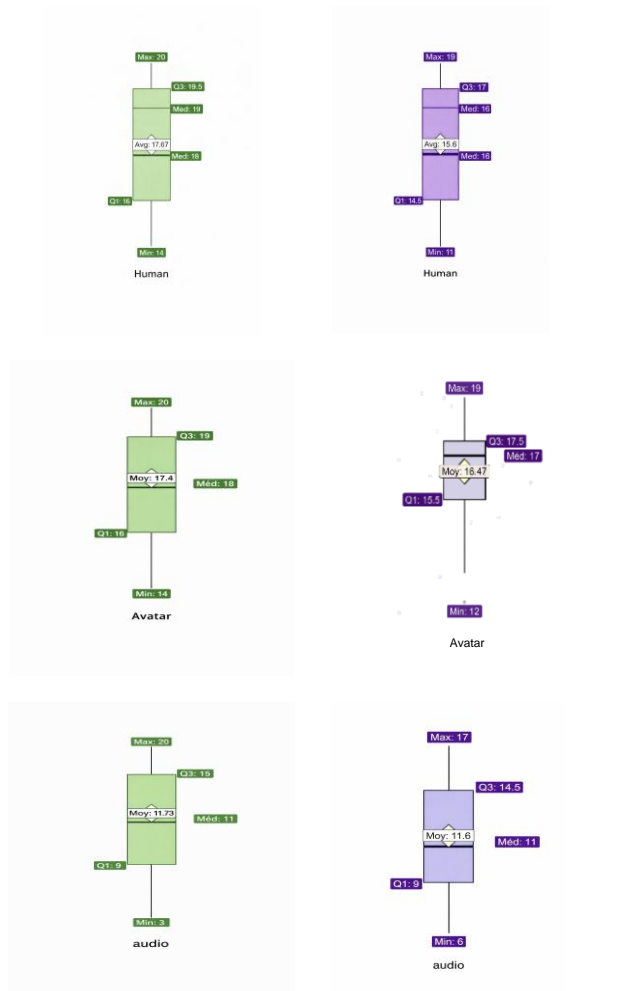 Max: 20
Q3: 19.5
Med: 19
Avg: 17.67
Med: 18
Q1: 16
Min: 14
Human
Max: 19
Q3: 17
Med: 16
Avg: 15.6
Med: 16
Q1: 14.5
Min: 11
Human
Max: 20
Q3: 19
Moy: 17.4
Méd: 18
Q1: 16
Min: 14
Avatar
Max: 19
Q3: 17.5
Méd: 17
Moy: 16.47
Q1: 15.5
Min: 12
Avatar
Max: 20
Q3: 15
Moy: 11.73
Méd: 11
Q1: 9
Min: 3
audio
Max: 17
Q3: 14.5
Moy: 11.6
Méd: 11
Q1: 9
Min: 6
audio